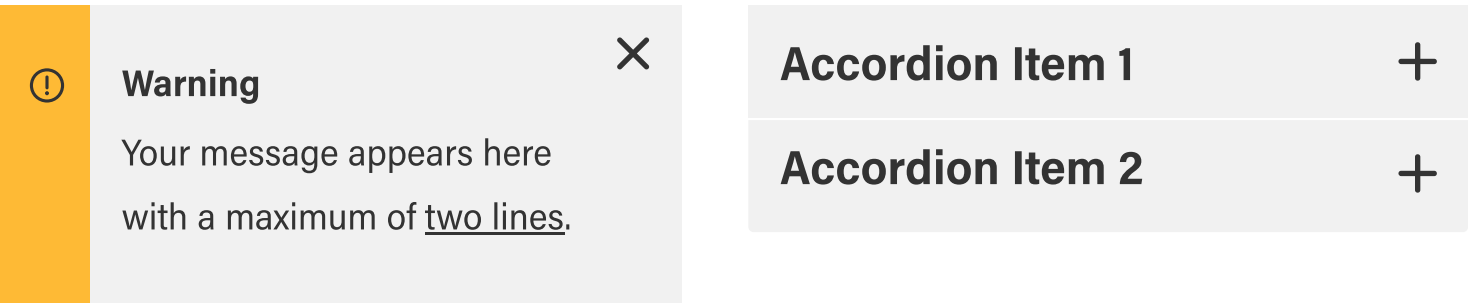 Warning
Your message appears here
with a maximum of two lines.
Accordion Item 1
Accordion Item 2